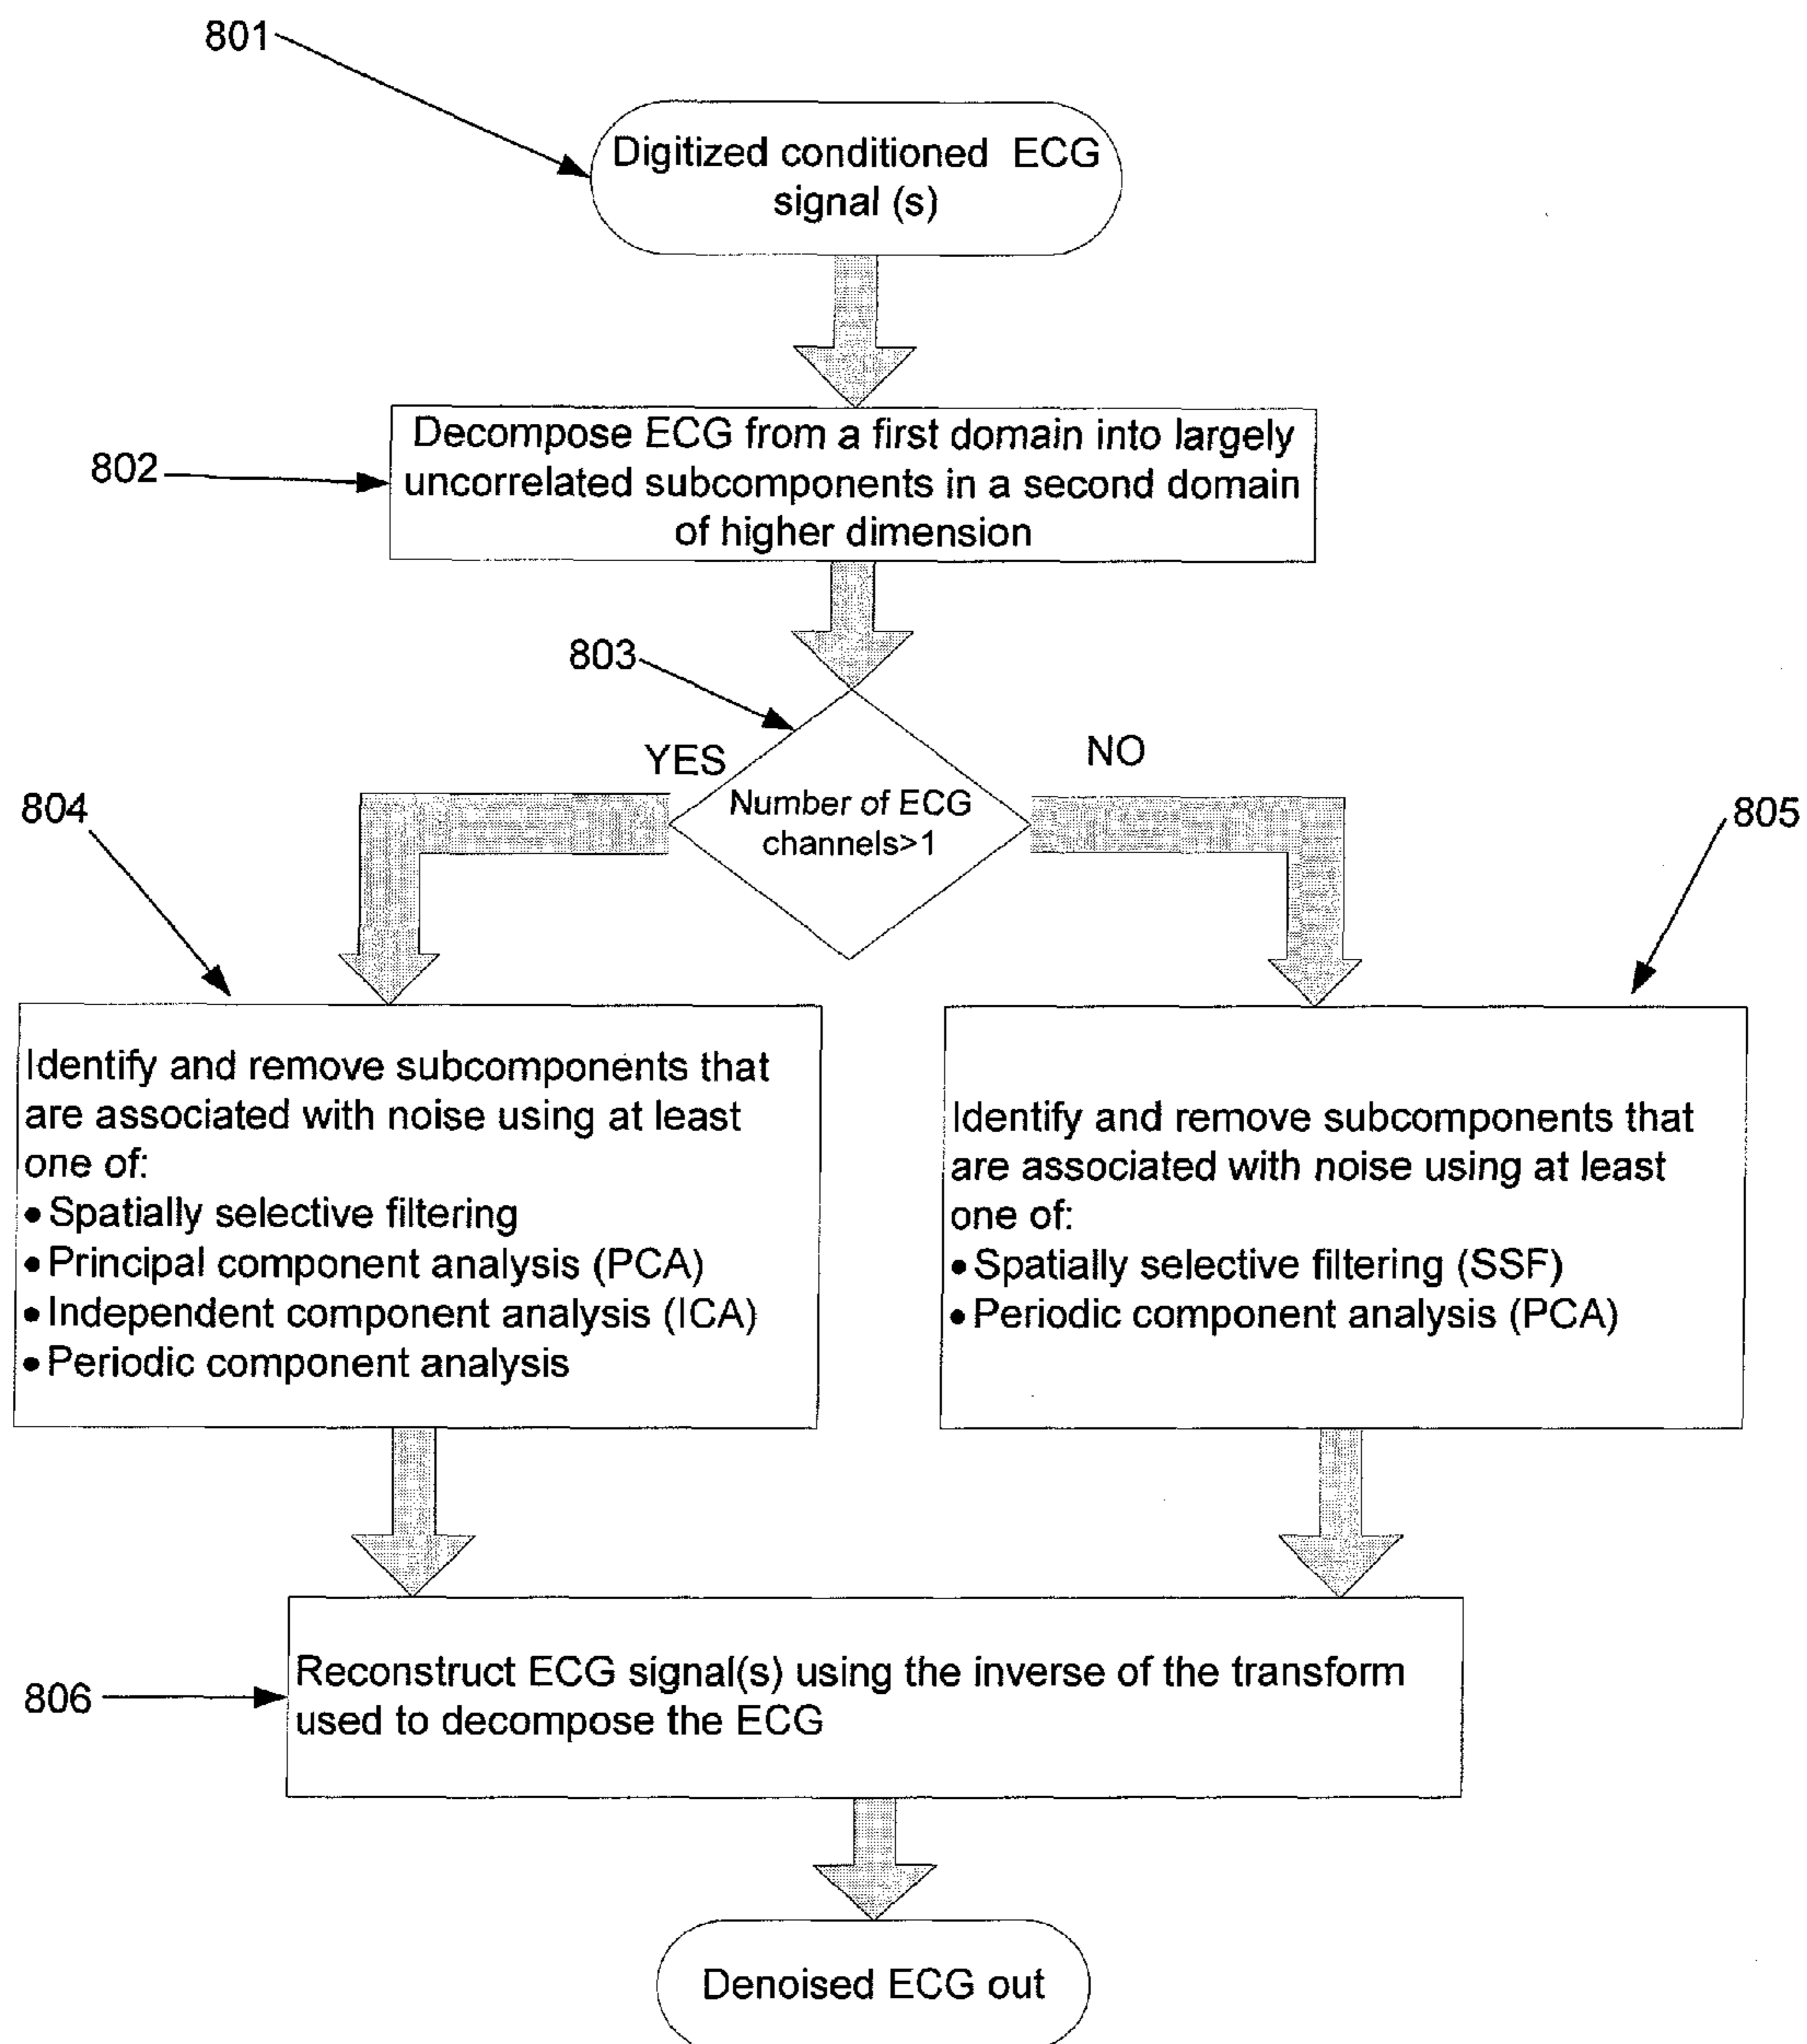 801
Digitized conditioned ECG
signal (s)
802
Decompose ECG from a first domain into largely
uncorrelated subcomponents in a second domain
of higher dimension
803
YES
NO
Number of ECG
channels>1
804
805
Identify and remove subcomponents that
are associated with noise using at least
one of:
• Spatially selective filtering
• Principal component analysis (PCA)
• Independent component analysis (ICA)
• Periodic component analysis
Identify and remove subcomponents that
are associated with noise using at least
one of:
• Spatially selective filtering (SSF)
• Periodic component analysis (PCA)
806
Reconstruct ECG signal(s) using the inverse of the transform
used to decompose the ECG
Denoised ECG out